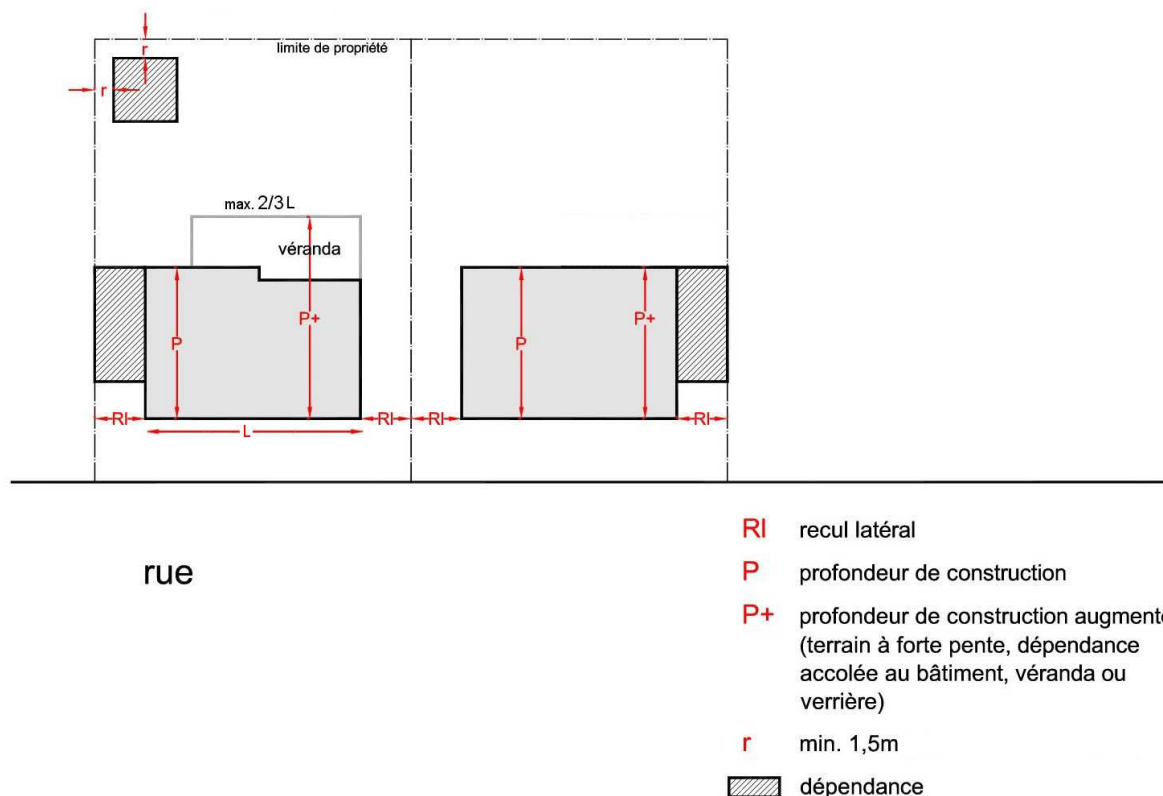 r
limite de propriété
r
max. 2/3 L
véranda
P+
P
P
P+
Rl
L
Rl
Rl
Rl
rue
Rl recul latéral
P profondeur de construction
P+ profondeur de construction augmenté
(terrain à forte pente, dépendance
accolée au bâtiment, véranda ou
verrière)
r min. 1,5m
dépendance